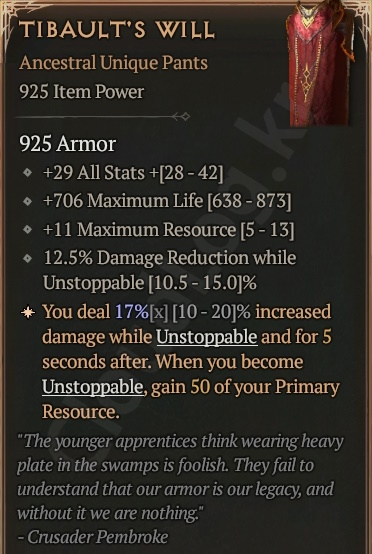 TIBAULT'S WILL
Ancestral Unique Pants
925 Item Power
925 Armor
+29 All Stats +[28 - 42]
+706 Maximum Life [638 - 873]
+11 Maximum Resource [5 - 13]
12.5% Damage Reduction while
Unstoppable [10.5 - 15.0]%
You deal 17%[x] [10 - 20]% increased
damage while Unstoppable and for 5
seconds after. When you become
Unstoppable, gain 50 of your Primary
Resource.
"The younger apprentices think wearing heavy
plate in the swamps is foolish. They fail to
understand that our armor is our legacy, and
without it we are nothing."
- Crusader Pembroke